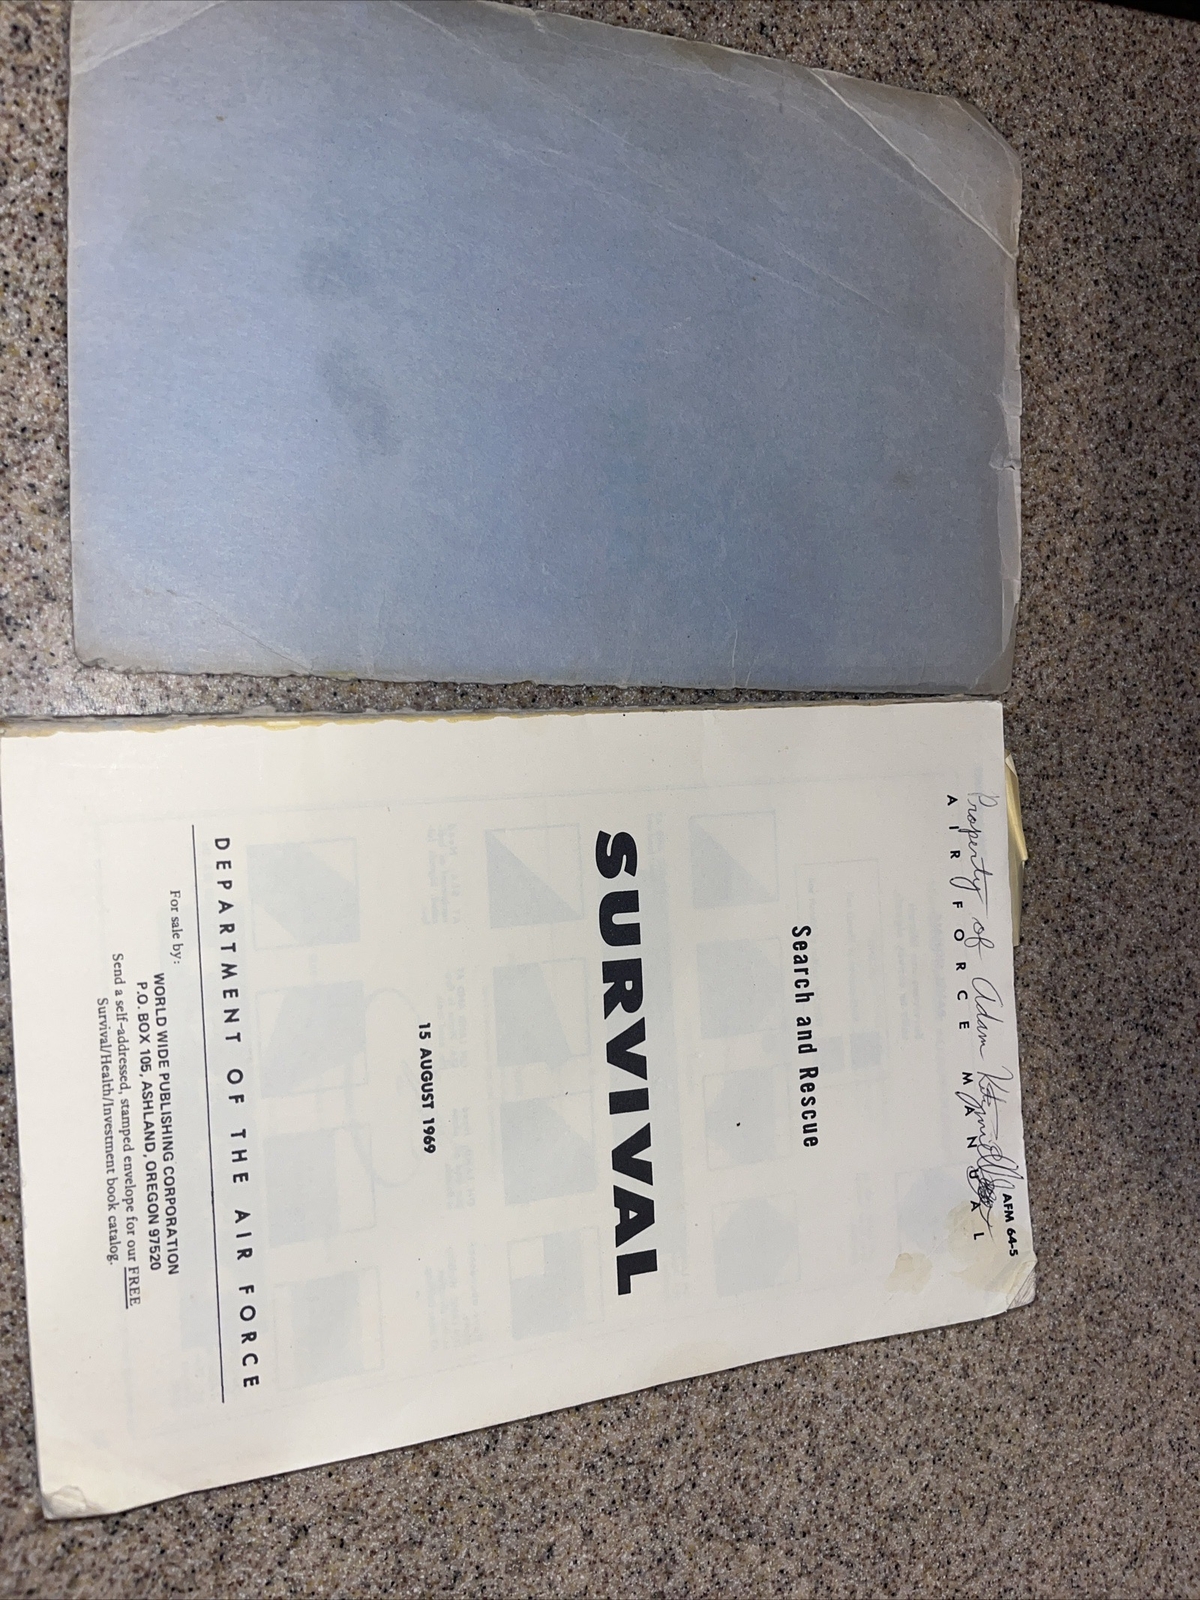 Property of Adam
AFM 64-5
AIR FORCE MANUAL
Search and Rescue
SURVIVAL
15 AUGUST 1969
DEPARTMENT OF THE AIR FORCE
For sale by:
WORLD WIDE PUBLISHING CORPORATION
P.O. BOX 105, ASHLAND, OREGON 97520
Send a self-addressed, stamped envelope for our FREE
Survival/Health/Investment book catalog.